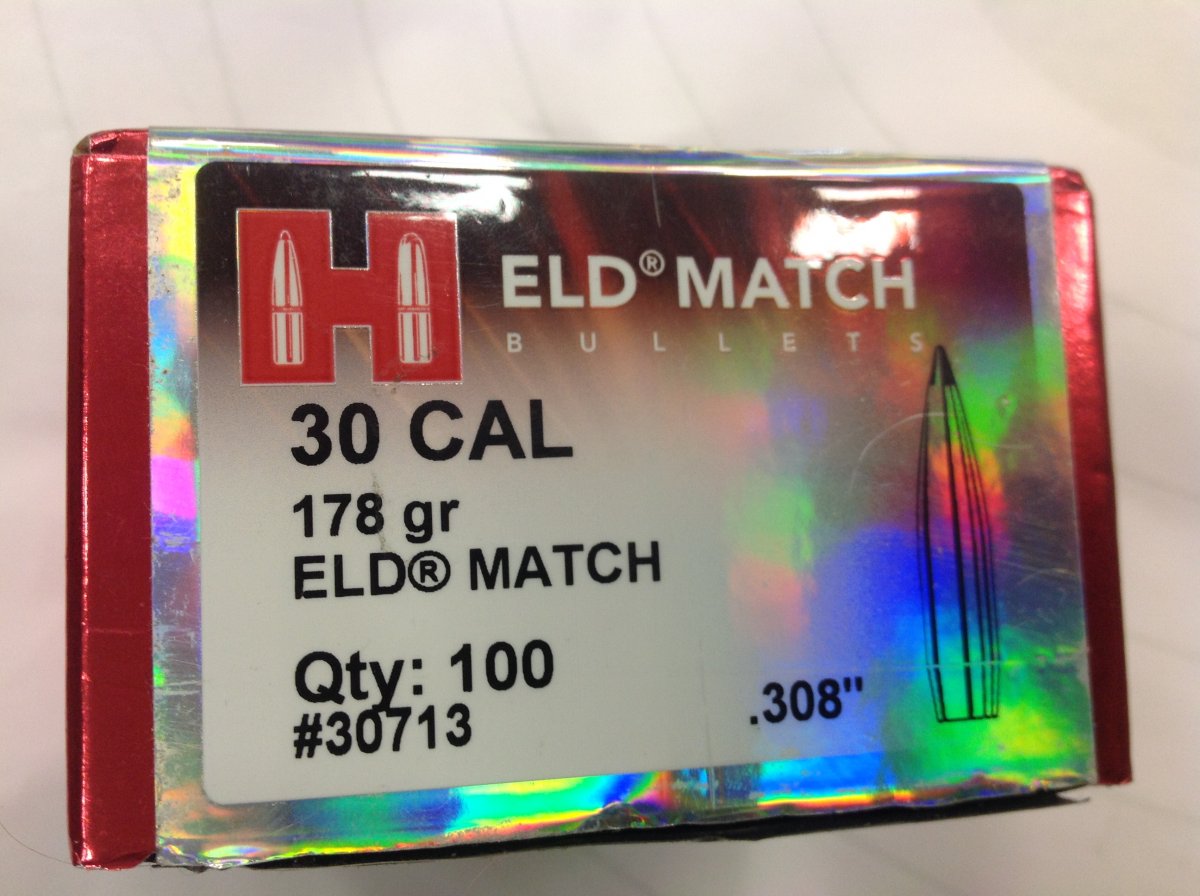 ELD® MATCH
BULLETS
30 CAL
178 gr
ELD® MATCH
Qty: 100
#30713
.308"